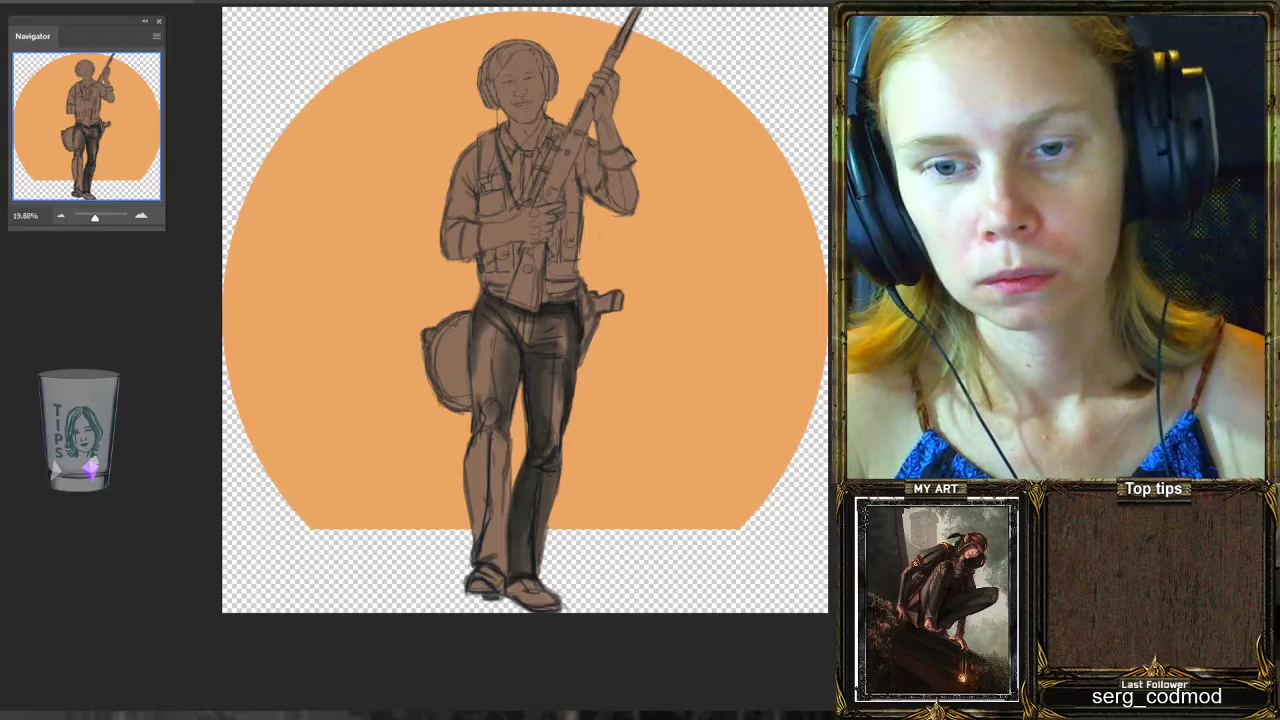 Navigator
19.88%
TIPS
MY ART
Top tips
Last Follower
serg_codmod